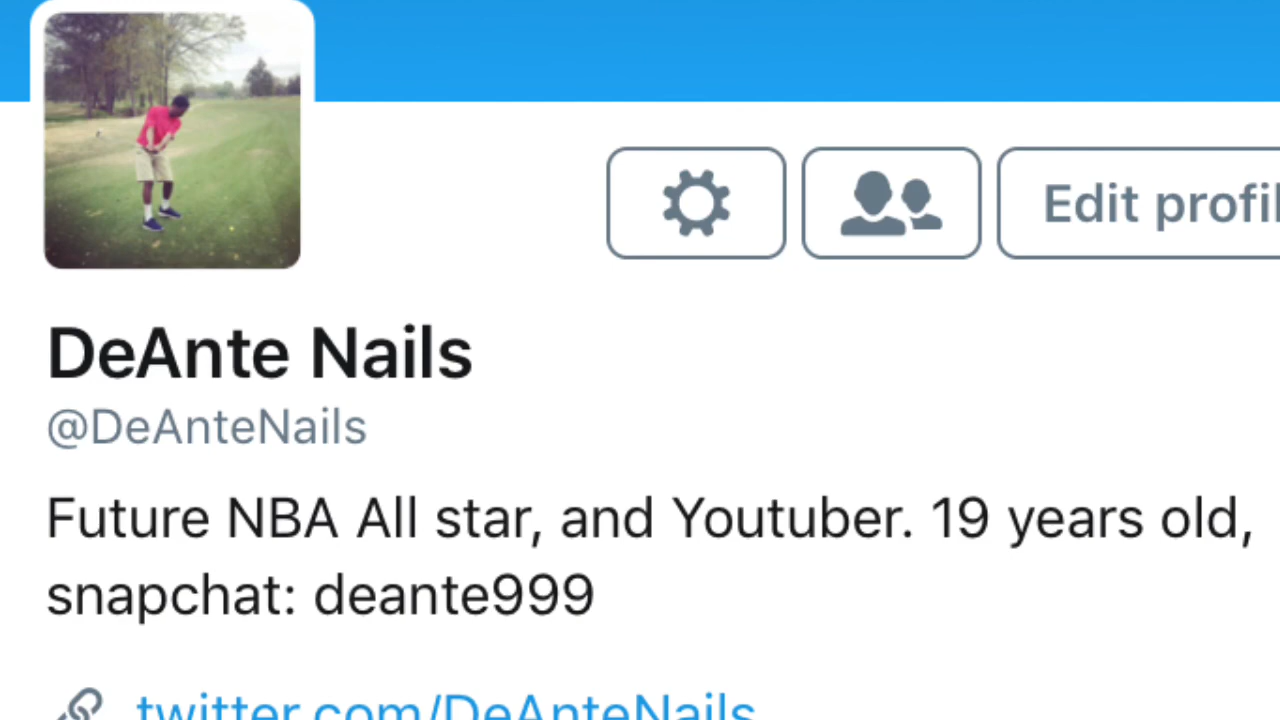 Edit profil
DeAnte Nails
@DeAnteNails
Future NBA All star, and Youtuber. 19 years old,
snapchat: deante999
twitter.com/DeAnteNails